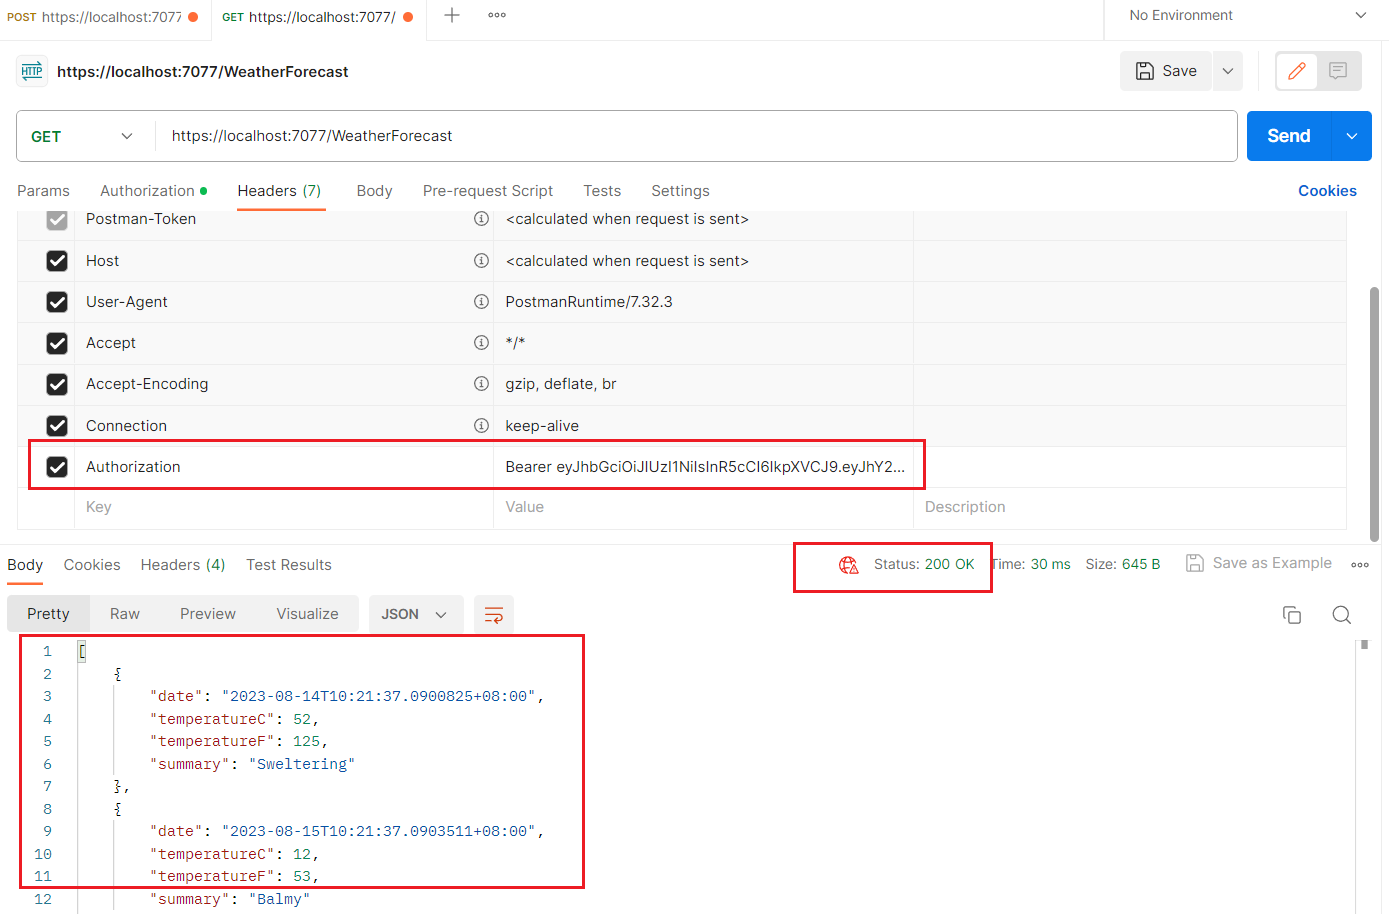 POST https://localhost:7077 GET https://localhost:7077/ No Environment
HTTP https://localhost:7077/WeatherForecast Save
GET https://localhost:7077/WeatherForecast Send
Params Authorization Headers (7) Body Pre-request Script Tests Settings Cookies
Postman-Token <calculated when request is sent>
Host <calculated when request is sent>
User-Agent PostmanRuntime/7.32.3
Accept */*
Accept-Encoding gzip, deflate, br
Connection keep-alive
Authorization Bearer eyJhbGciOiJIUzI1NiIsInR5cCI6IkpXVCJ9.eyJhY2...
Key Value Description
Body Cookies Headers (4) Test Results Status: 200 OK Time: 30 ms Size: 645 B Save as Example
Pretty Raw Preview Visualize JSON
1 [
2 {
3 "date": "2023-08-14T10:21:37.0900825+08:00",
4 "temperatureC": 52,
5 "temperatureF": 125,
6 "summary": "Sweltering"
7 },
8 {
9 "date": "2023-08-15T10:21:37.0903511+08:00",
10 "temperatureC": 12,
11 "temperatureF": 53,
12 "summary": "Balmy"